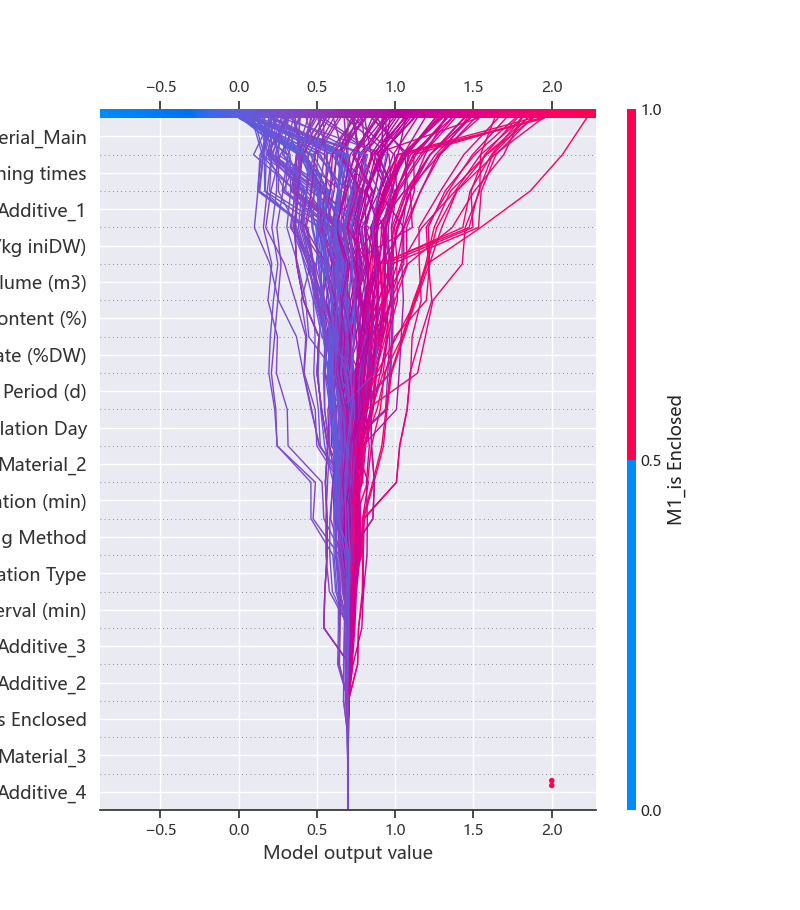 −0.5 0.0 0.5 1.0 1.5 2.0
1.0
erial_Main
ning times
Additive_1
/kg iniDW)
lume (m3)
ontent (%)
ate (%DW)
Period (d)
lation Day
0.5
Material_2
M1_is Enclosed
ation (min)
g Method
ation Type
erval (min)
Additive_3
Additive_2
s Enclosed
Material_3
Additive_4
0.0
−0.5 0.0 0.5 1.0 1.5 2.0
Model output value